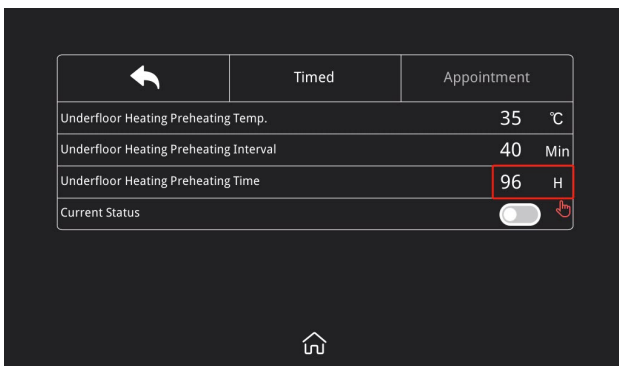 Timed Appointment
Underfloor Heating Preheating Temp. 35 ℃
Underfloor Heating Preheating Interval 40 Min
Underfloor Heating Preheating Time 96 H
Current Status